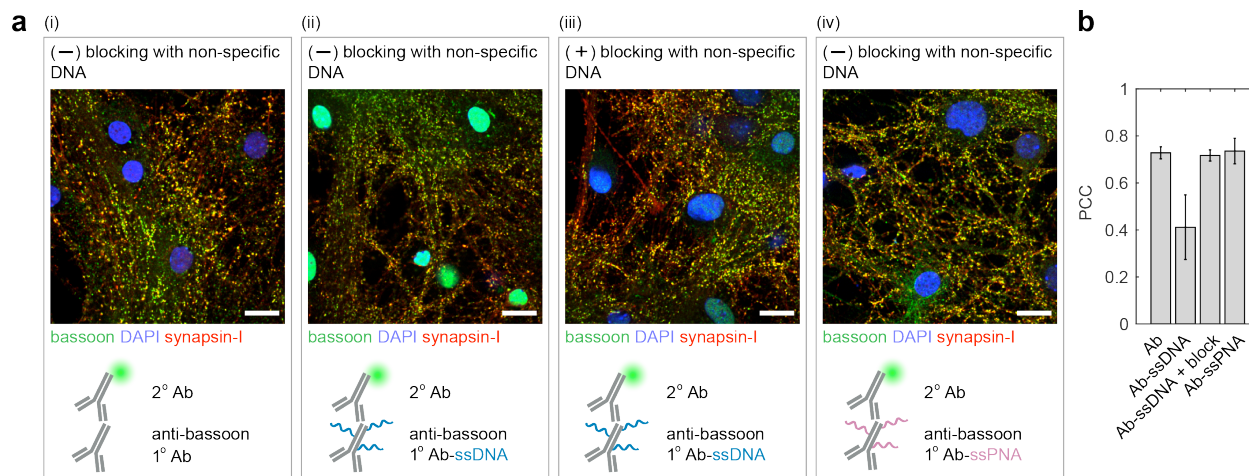 a
(i)
(−) blocking with non-specific
DNA
bassoon DAPI synapsin-I
2° Ab
anti-bassoon
1° Ab
(ii)
(−) blocking with non-specific
DNA
bassoon DAPI synapsin-I
2° Ab
anti-bassoon
1° Ab-ssDNA
(iii)
(+) blocking with non-specific
DNA
bassoon DAPI synapsin-I
2° Ab
anti-bassoon
1° Ab-ssDNA
(iv)
(−) blocking with non-specific
DNA
bassoon DAPI synapsin-I
2° Ab
anti-bassoon
1° Ab-ssPNA
b
1
0.8
0.6
0.4
0.2
0
PCC
Ab
Ab-ssDNA
Ab-ssDNA + block
Ab-ssPNA